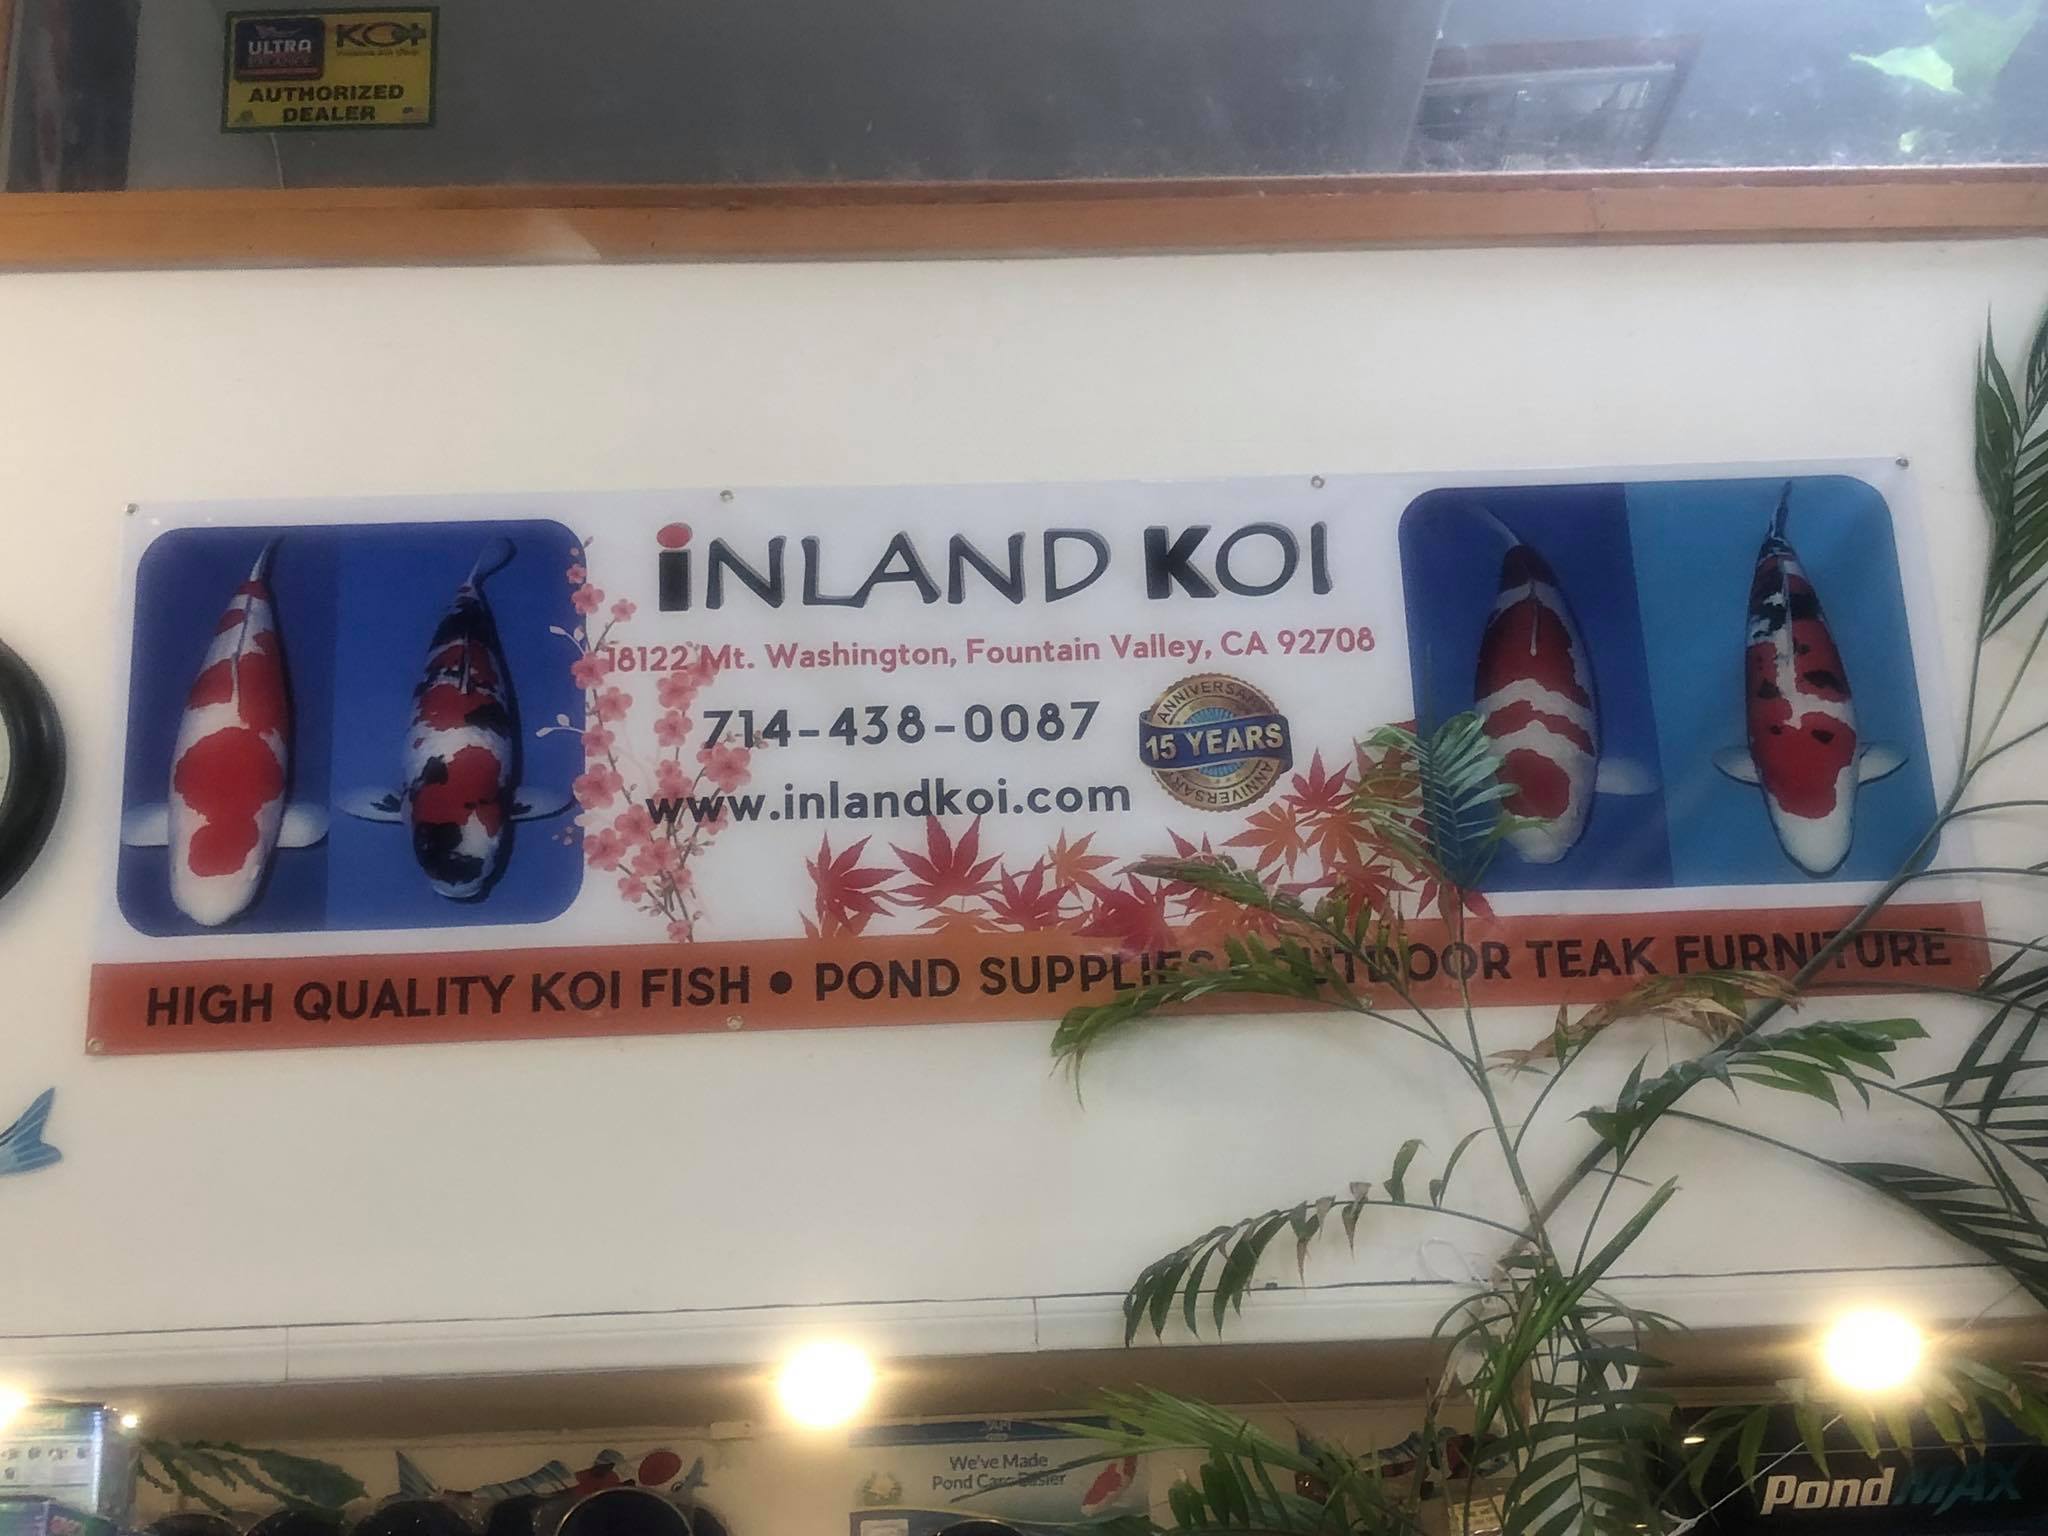 ULTRA
BALANCE
KOI
AUTHORIZED
DEALER
iNLAND KOI
18122 Mt. Washington, Fountain Valley, CA 92708
714-438-0087
ANNIVERSARY
15 YEARS
ANNIVERSARY
www.inlandkoi.com
HIGH QUALITY KOI FISH • POND SUPPLIES • OUTDOOR TEAK FURNITURE
We've Made
Pond Care Easier
PondMAX